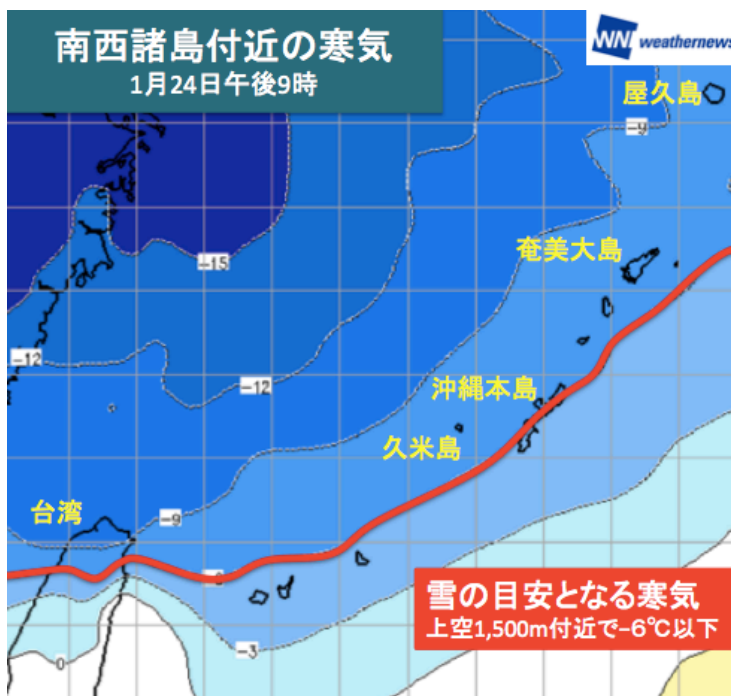 南西諸島付近の寒気
1月24日午後9時
WNI weathernews
屋久島
-9
奄美大島
-15
-12
-12
沖縄本島
久米島
台湾
-9
-3
0
雪の目安となる寒気
上空1,500m付近で-6℃以下